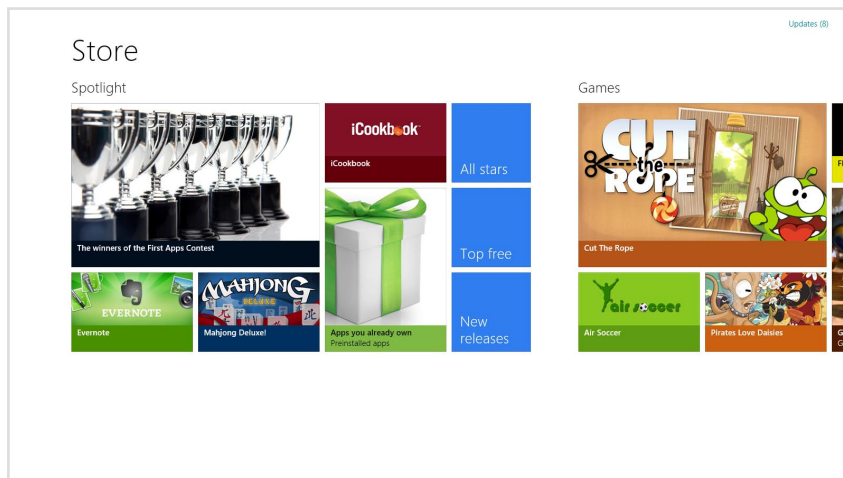 Updates (8)
Store
Spotlight
The winners of the First Apps Contest
iCookbook
iCookbook
All stars
Top free
New
releases
EVERNOTE
Evernote
MAHJONG
DELUXE
Mahjong Deluxe!
Apps you already own
Preinstalled apps
Games
CUT
the
ROPE
Cut The Rope
air soccer
Air Soccer
Pirates Love Daisies